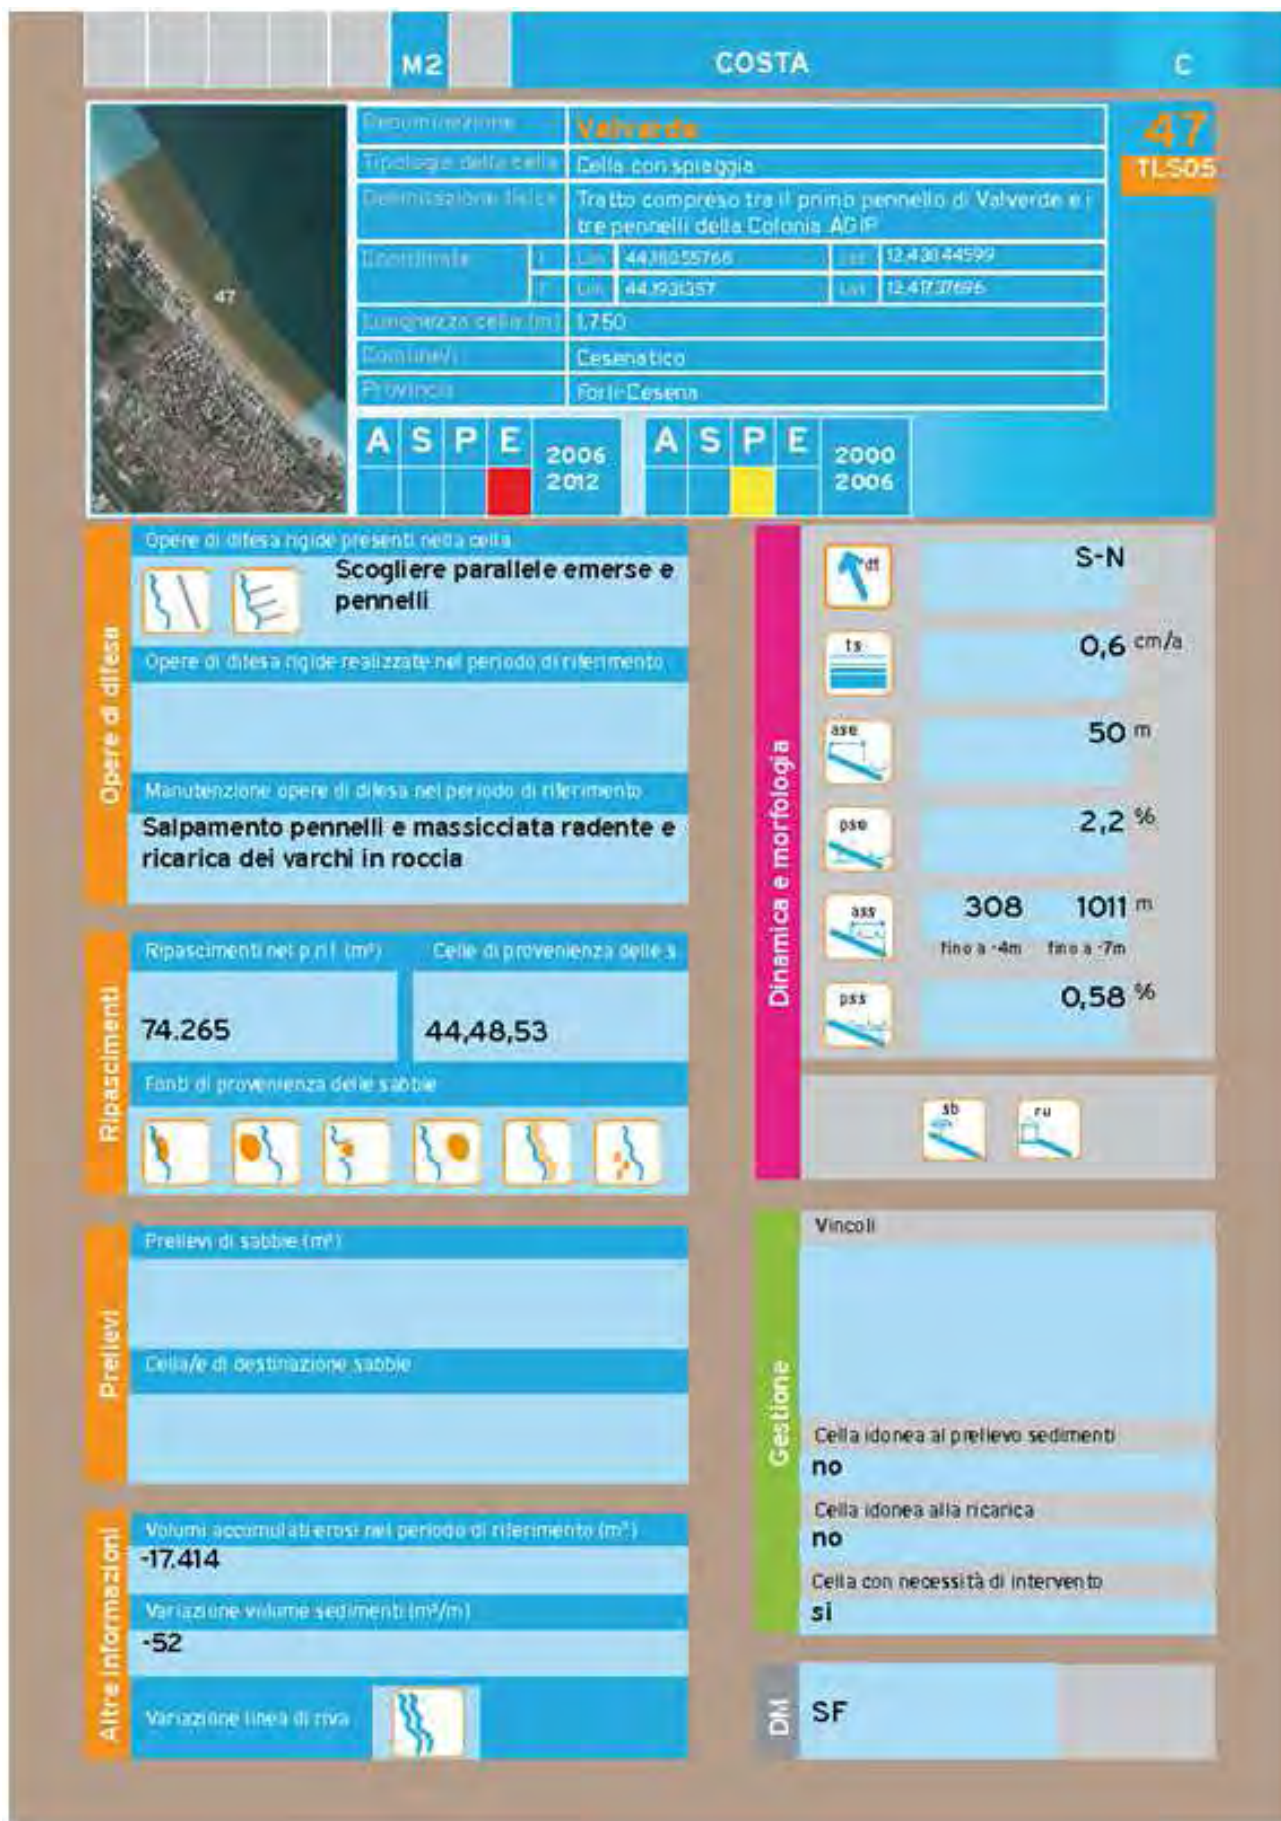 M2
COSTA
C
47
Denominazione
Valverde
47
TLS05
Tipologia della cella
Cella con spiaggia
Delimitazione fisica
Tratto compreso tra il primo pennello di Valverde e i
tre pennelli della Colonia AGIP
Coordinate
Lon
12.43044599
Lon
44.1931357
Lat
12.41737696
Lunghezza cella (m)
1.750
Comune/i
Cesenatico
Provincia
Forlì-Cesena
A S P E
2006
2012
A S P E
2000
2006
Opere di difesa
Opere di difesa rigide presenti nella cella
Scogliere parallele emerse e
pennelli
Opere di difesa rigide realizzate nel periodo di riferimento
Manutenzione opere di difesa nel periodo di riferimento
Salpamento pennelli e massicciata radente e
ricarica dei varchi in roccia
Ripascimenti
Ripascimenti nel p.rif. (m³)
Celle di provenienza delle s.
74.265
44,48,53
Fonti di provenienza delle sabbie
Prelievi
Prelievi di sabbie (m³)
Cella/e di destinazione sabbie
Altre informazioni
Volumi accumulati erosi nel periodo di riferimento (m³)
-17.414
Variazione volume sedimenti (m³/m)
-52
Variazione linea di riva
Dinamica e morfologia
dt
S-N
ts
0,6 cm/a
ase
50 m
pse
2,2 %
ass
308 1011 m
fino a -4m fino a -7m
pss
0,58 %
sb
ru
Gestione
Vincoli
Cella idonea al prelievo sedimenti
no
Cella idonea alla ricarica
no
Cella con necessità di intervento
si
DM
SF